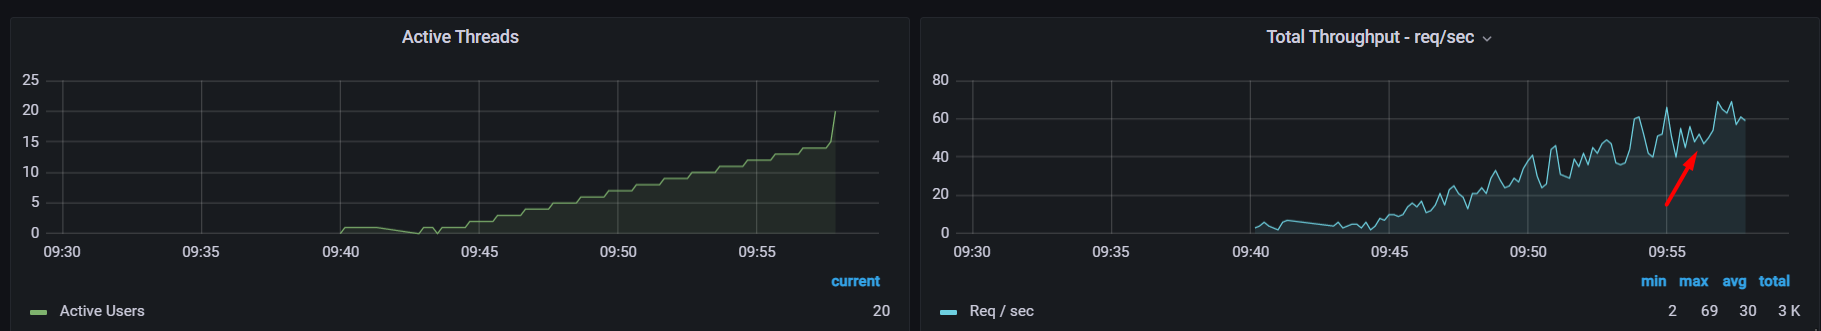 Active Threads
25
20
15
10
5
0
09:30 09:35 09:40 09:45 09:50 09:55
current
Active Users 20
Total Throughput - req/sec
80
60
40
20
0
09:30 09:35 09:40 09:45 09:50 09:55
min max avg total
Req / sec 2 69 30 3 K